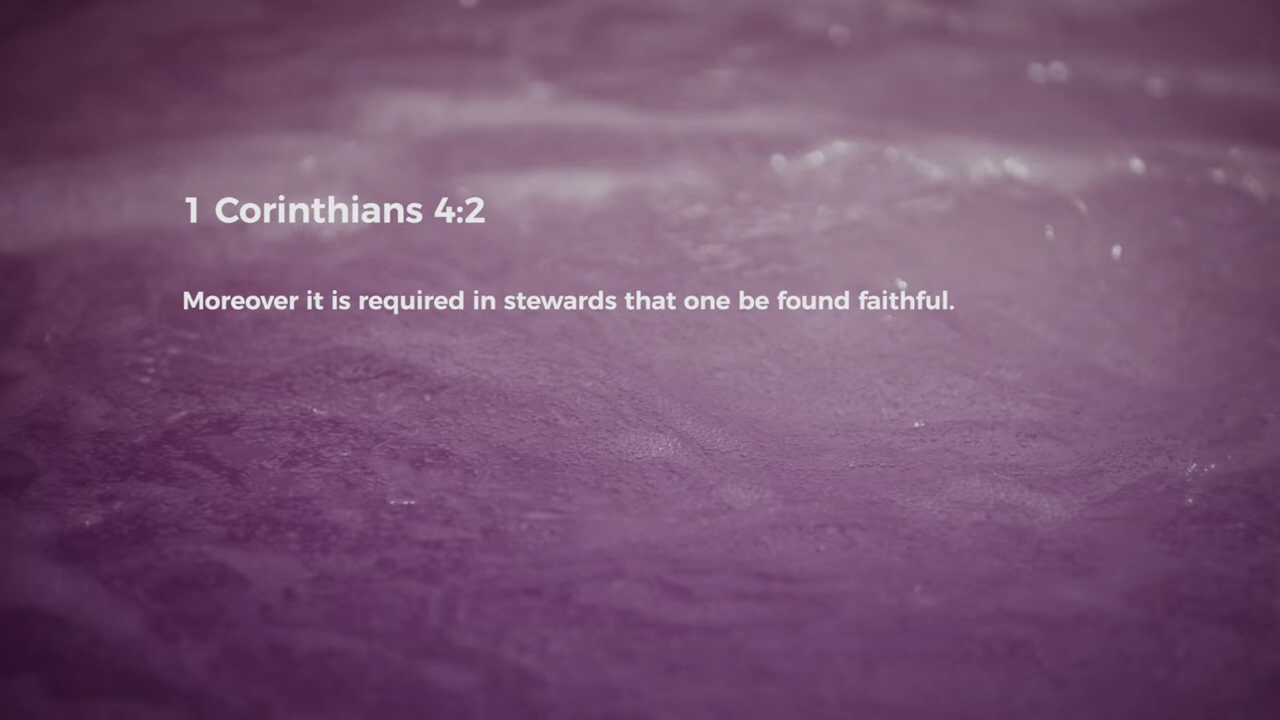 1 Corinthians 4:2
Moreover it is required in stewards that one be found faithful.